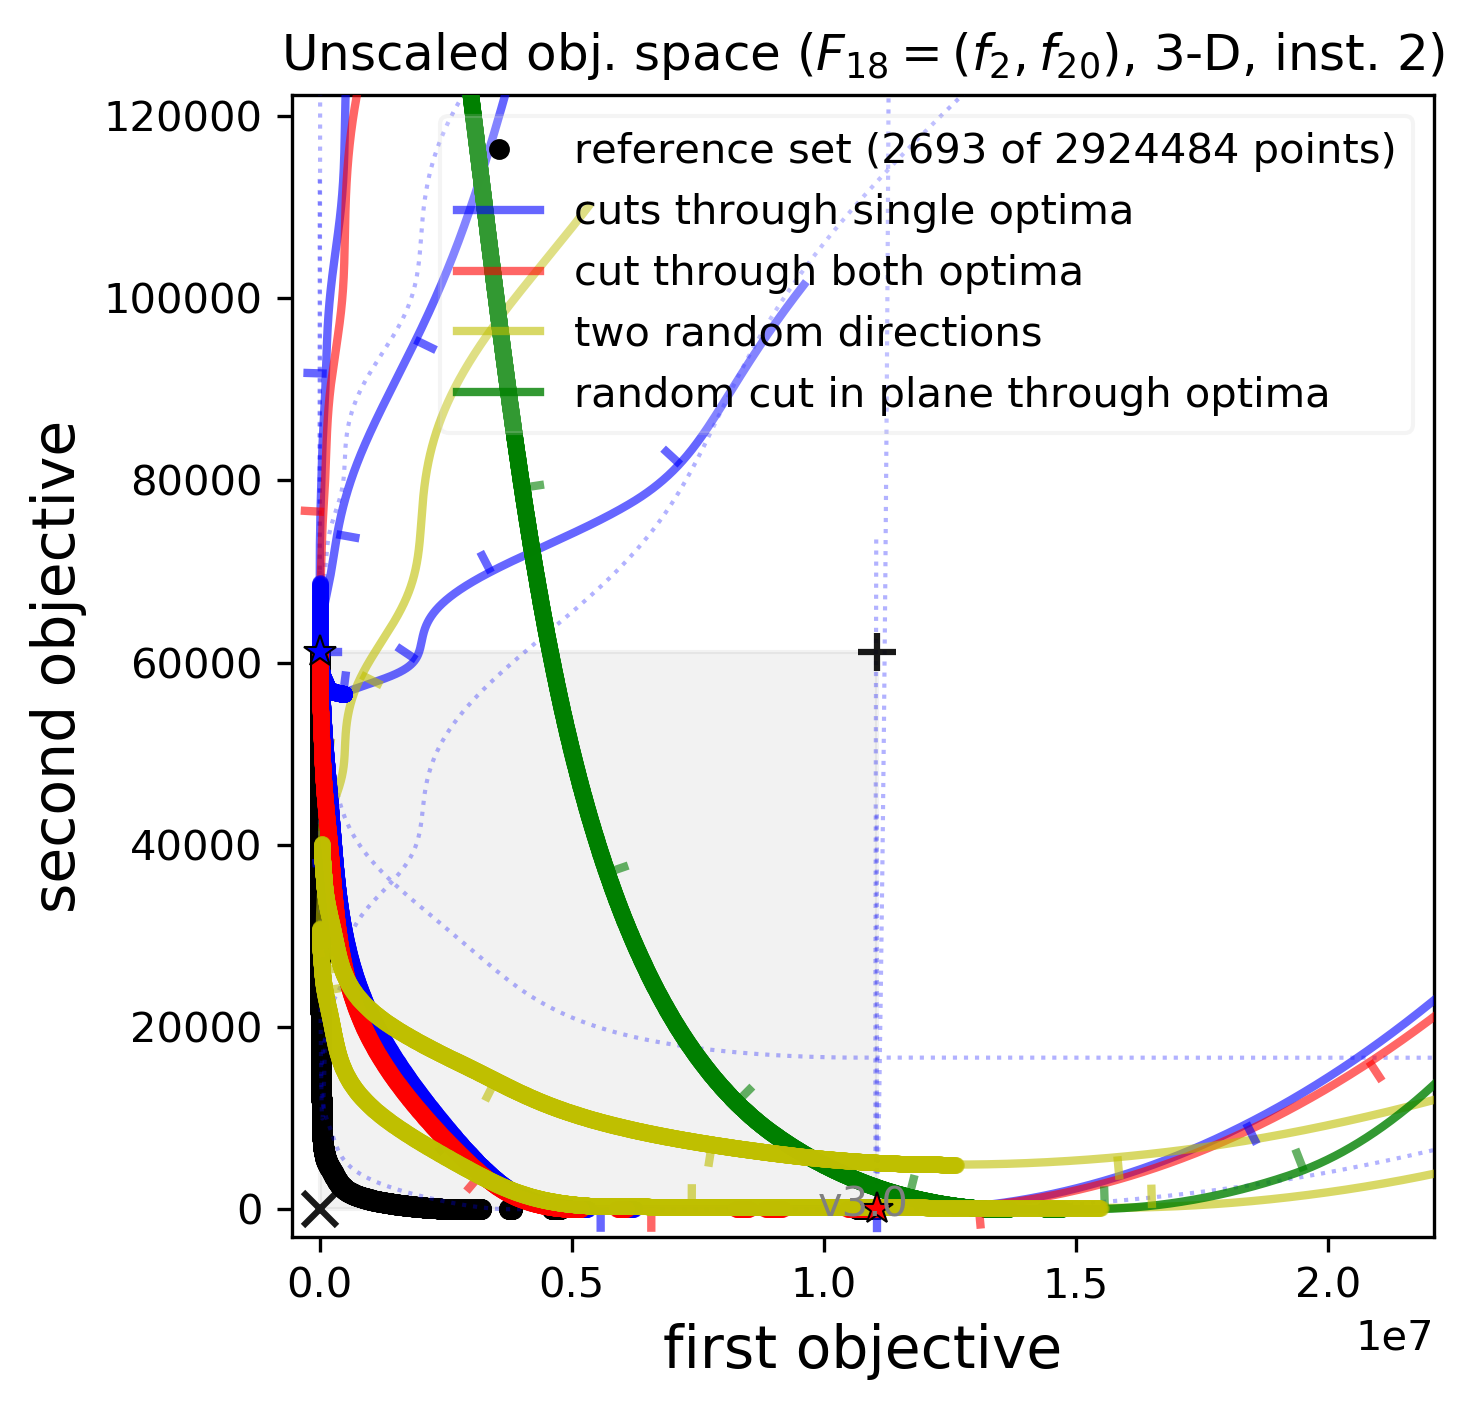 Unscaled obj. space (F₁₈ = (f₂, f₂₀), 3-D, inst. 2)
120000
100000
80000
60000
40000
20000
0
second objective
reference set (2693 of 2924484 points)
cuts through single optima
cut through both optima
two random directions
random cut in plane through optima
v3.0
0.0
0.5
1.0
1.5
2.0
1e7
first objective